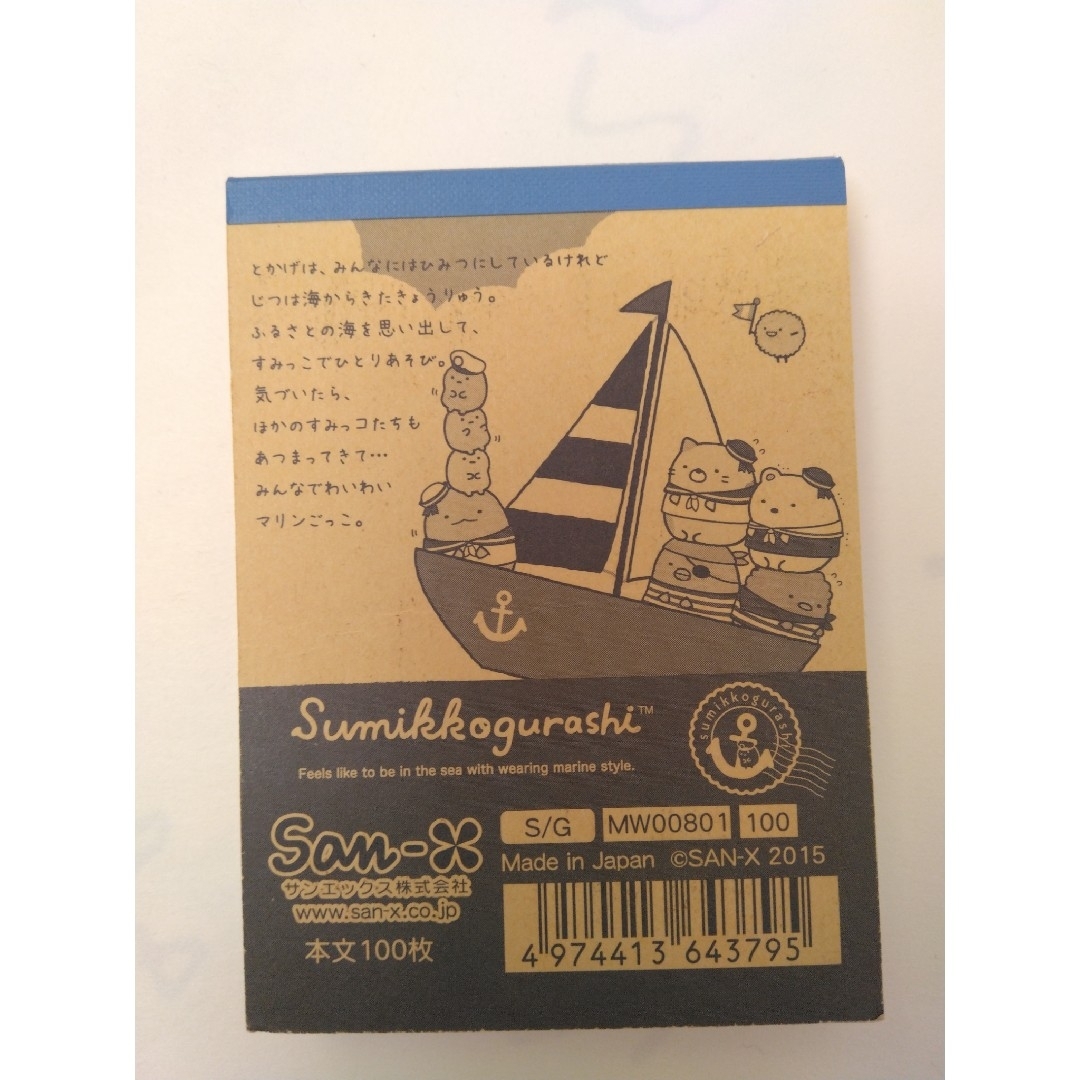 とかげは、みんなにはひみつにしているけれど
じつは海からきたきょうりゅう。
ふるさとの海を思い出して、
すみっこでひとりあそび。
気づいたら、
ほかのすみっコたちも
あつまってきて…
みんなでわいわい
マリンごっこ。
Sumikkogurashi™
sumikkogurashi
Feels like to be in the sea with wearing marine style.
San-X
サンエックス株式会社
www.san-x.co.jp
本文100枚
S/G MW00801 100
Made in Japan ©SAN-X 2015
4 974413 643795